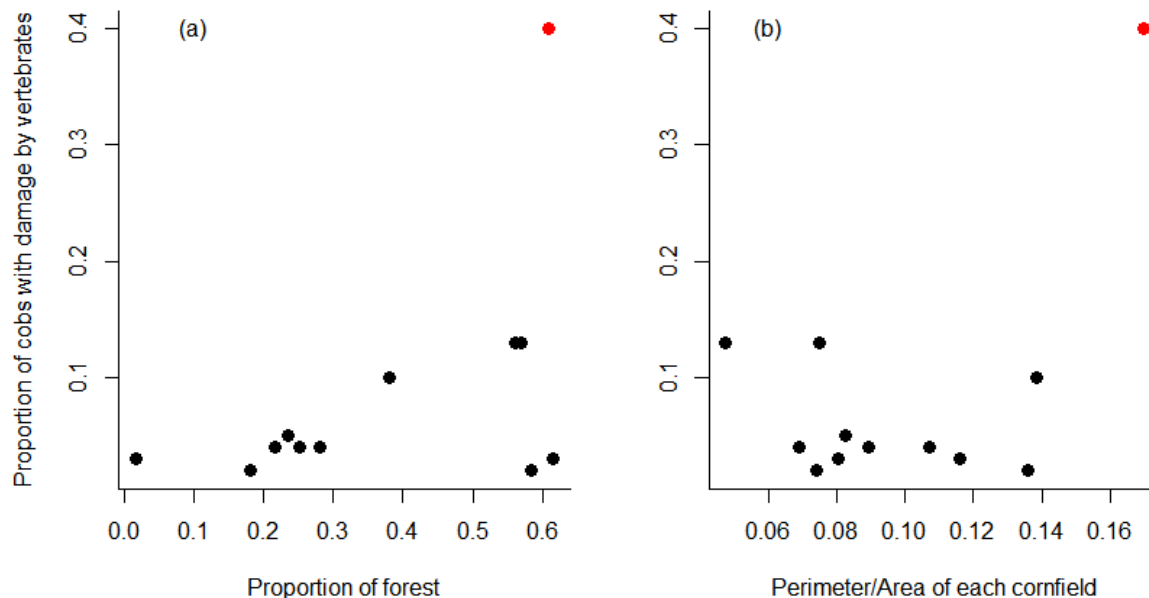 (a)
Proportion of cobs with damage by vertebrates
0.4
0.3
0.2
0.1
0.0 0.1 0.2 0.3 0.4 0.5 0.6
Proportion of forest
(b)
0.4
0.3
0.2
0.1
0.06 0.08 0.10 0.12 0.14 0.16
Perimeter/Area of each cornfield